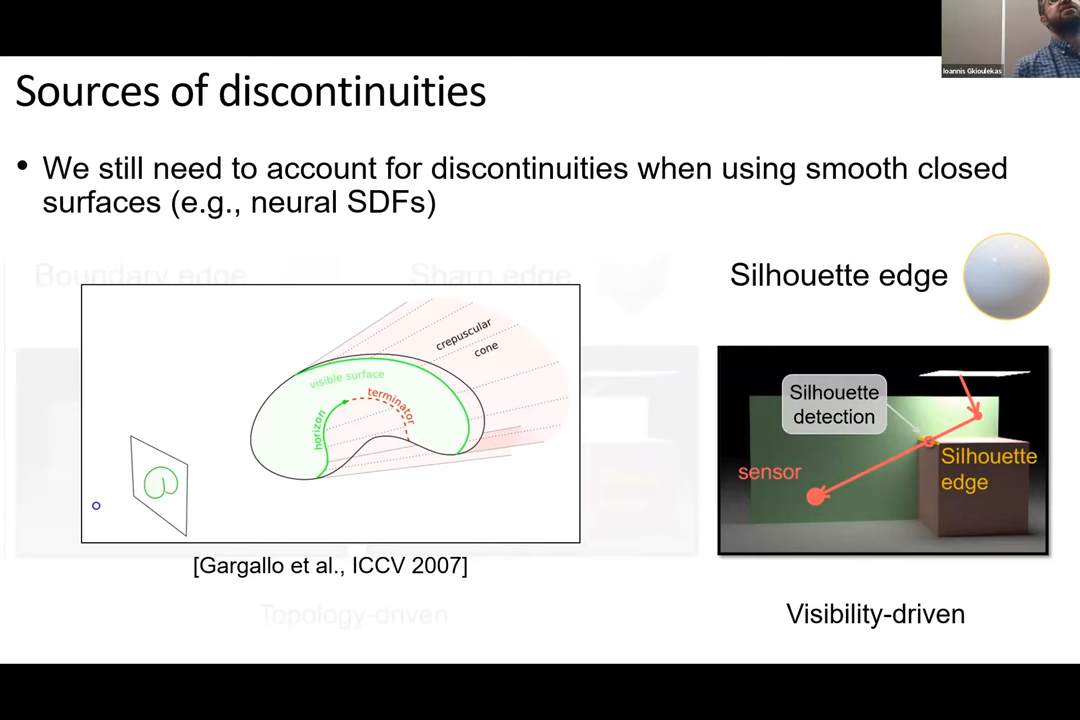 Ioannis Gkioulekas
Sources of discontinuities
• We still need to account for discontinuities when using smooth closed
surfaces (e.g., neural SDFs)
Boundary edge
Sharp edge
Silhouette edge
crepuscular
cone
visible surface
terminator
horizon
[Gargallo et al., ICCV 2007]
Topology-driven
Silhouette
detection
sensor
Silhouette
edge
Visibility-driven